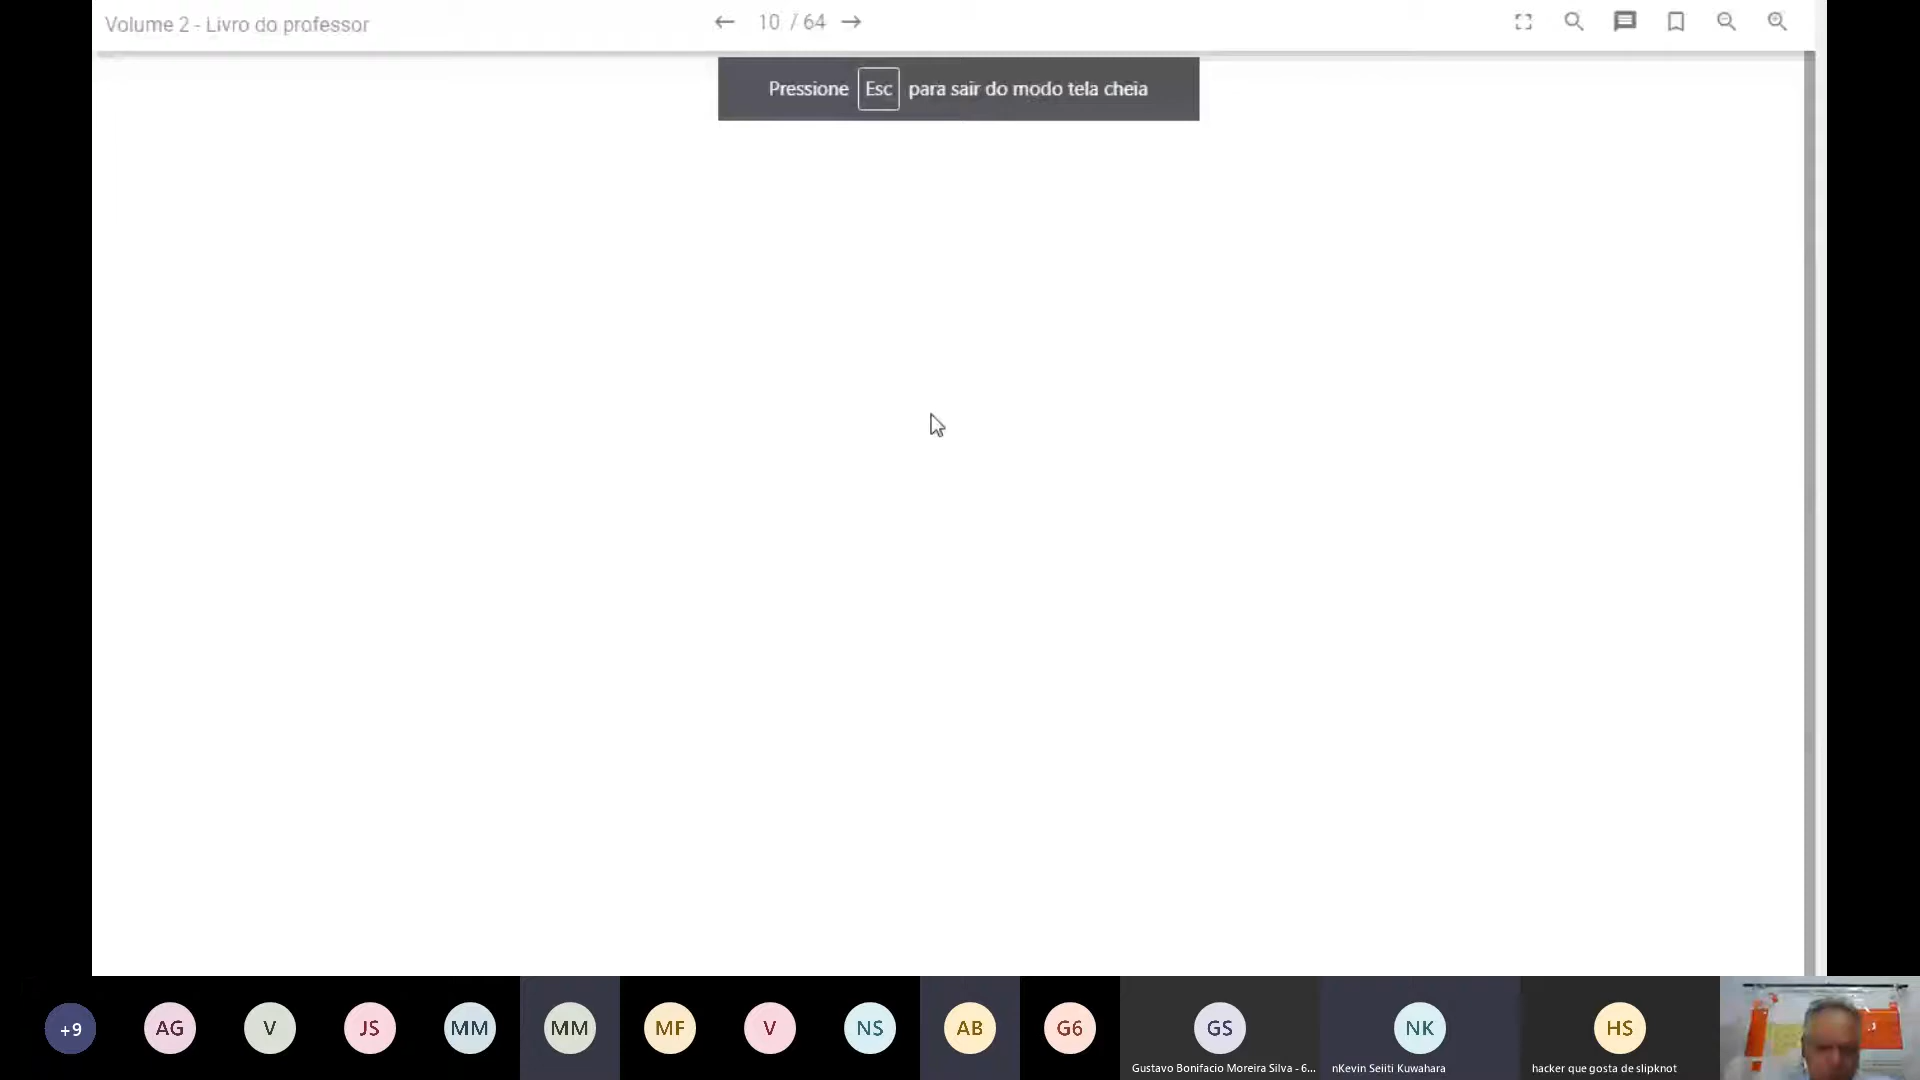 Volume 2 - Livro do professor
10 / 64
Pressione Esc para sair do modo tela cheia
+9
AG
V
JS
MM
MM
MF
V
NS
AB
G6
GS
NK
HS
Gustavo Bonifacio Moreira Silva - 6...
nKevin Seiiti Kuwahara
hacker que gosta de slipknot